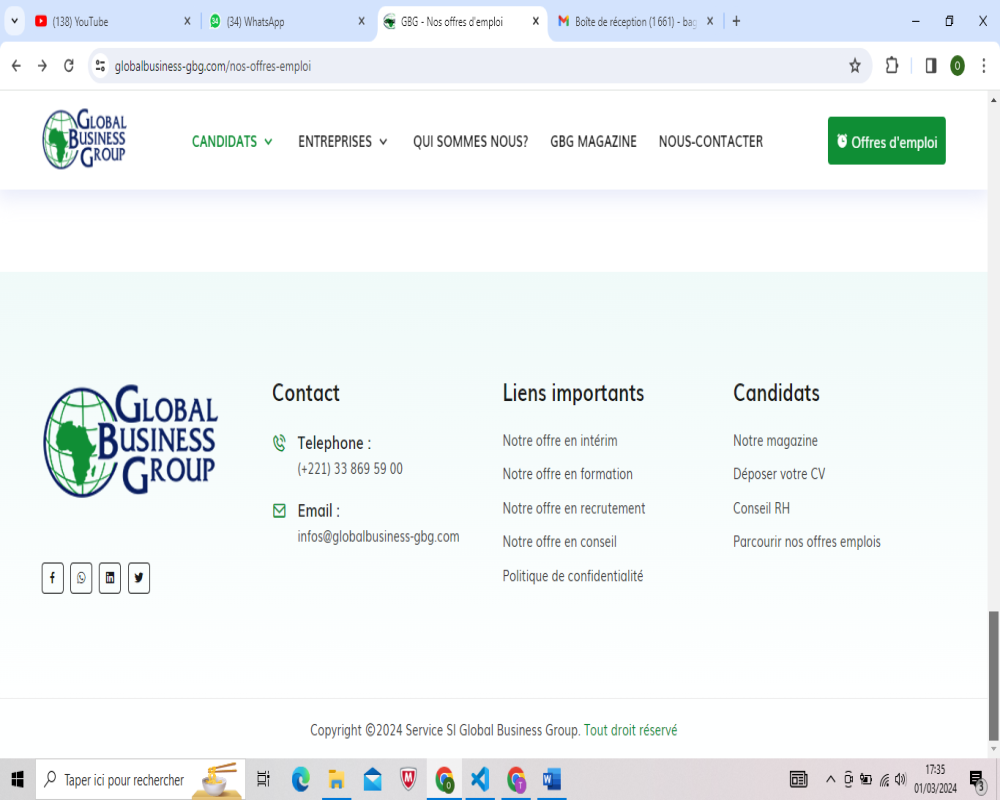 (138) YouTube
(34) WhatsApp
GBG - Nos offres d'emploi
Boîte de réception (1 661) - bag
globalbusiness-gbg.com/nos-offres-emploi
O
GLOBAL
BUSINESS
GROUP
CANDIDATS
ENTREPRISES
QUI SOMMES NOUS?
GBG MAGAZINE
NOUS-CONTACTER
Offres d'emploi
GLOBAL
BUSINESS
GROUP
Contact
Telephone :
(+221) 33 869 59 00
Email :
infos@globalbusiness-gbg.com
Liens importants
Notre offre en intérim
Notre offre en formation
Notre offre en recrutement
Notre offre en conseil
Politique de confidentialité
Candidats
Notre magazine
Déposer votre CV
Conseil RH
Parcourir nos offres emplois
Copyright ©2024 Service SI Global Business Group. Tout droit réservé
Taper ici pour rechercher
17:35
01/03/2024
3